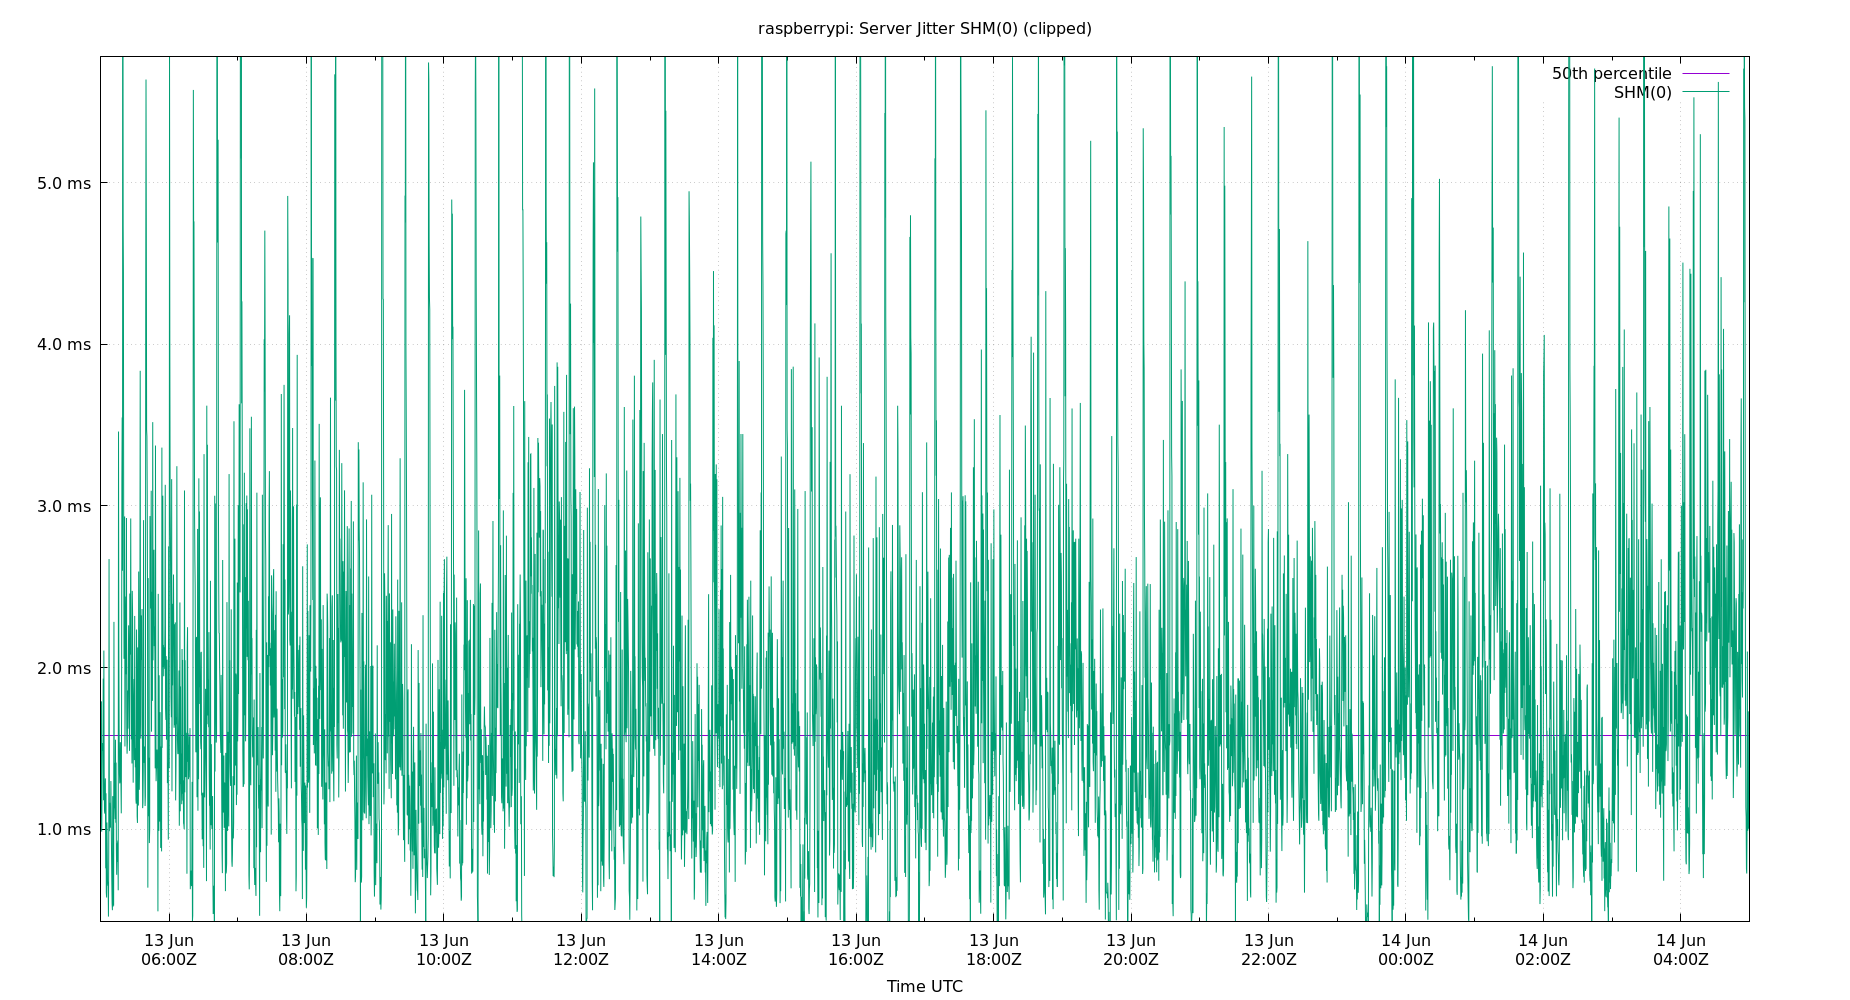 raspberrypi: Server Jitter SHM(0) (clipped)
50th percentile
SHM(0)
5.0 ms
4.0 ms
3.0 ms
2.0 ms
1.0 ms
13 Jun 13 Jun 13 Jun 13 Jun 13 Jun 13 Jun 13 Jun 13 Jun 13 Jun 14 Jun 14 Jun 14 Jun
06:00Z 08:00Z 10:00Z 12:00Z 14:00Z 16:00Z 18:00Z 20:00Z 22:00Z 00:00Z 02:00Z 04:00Z
Time UTC